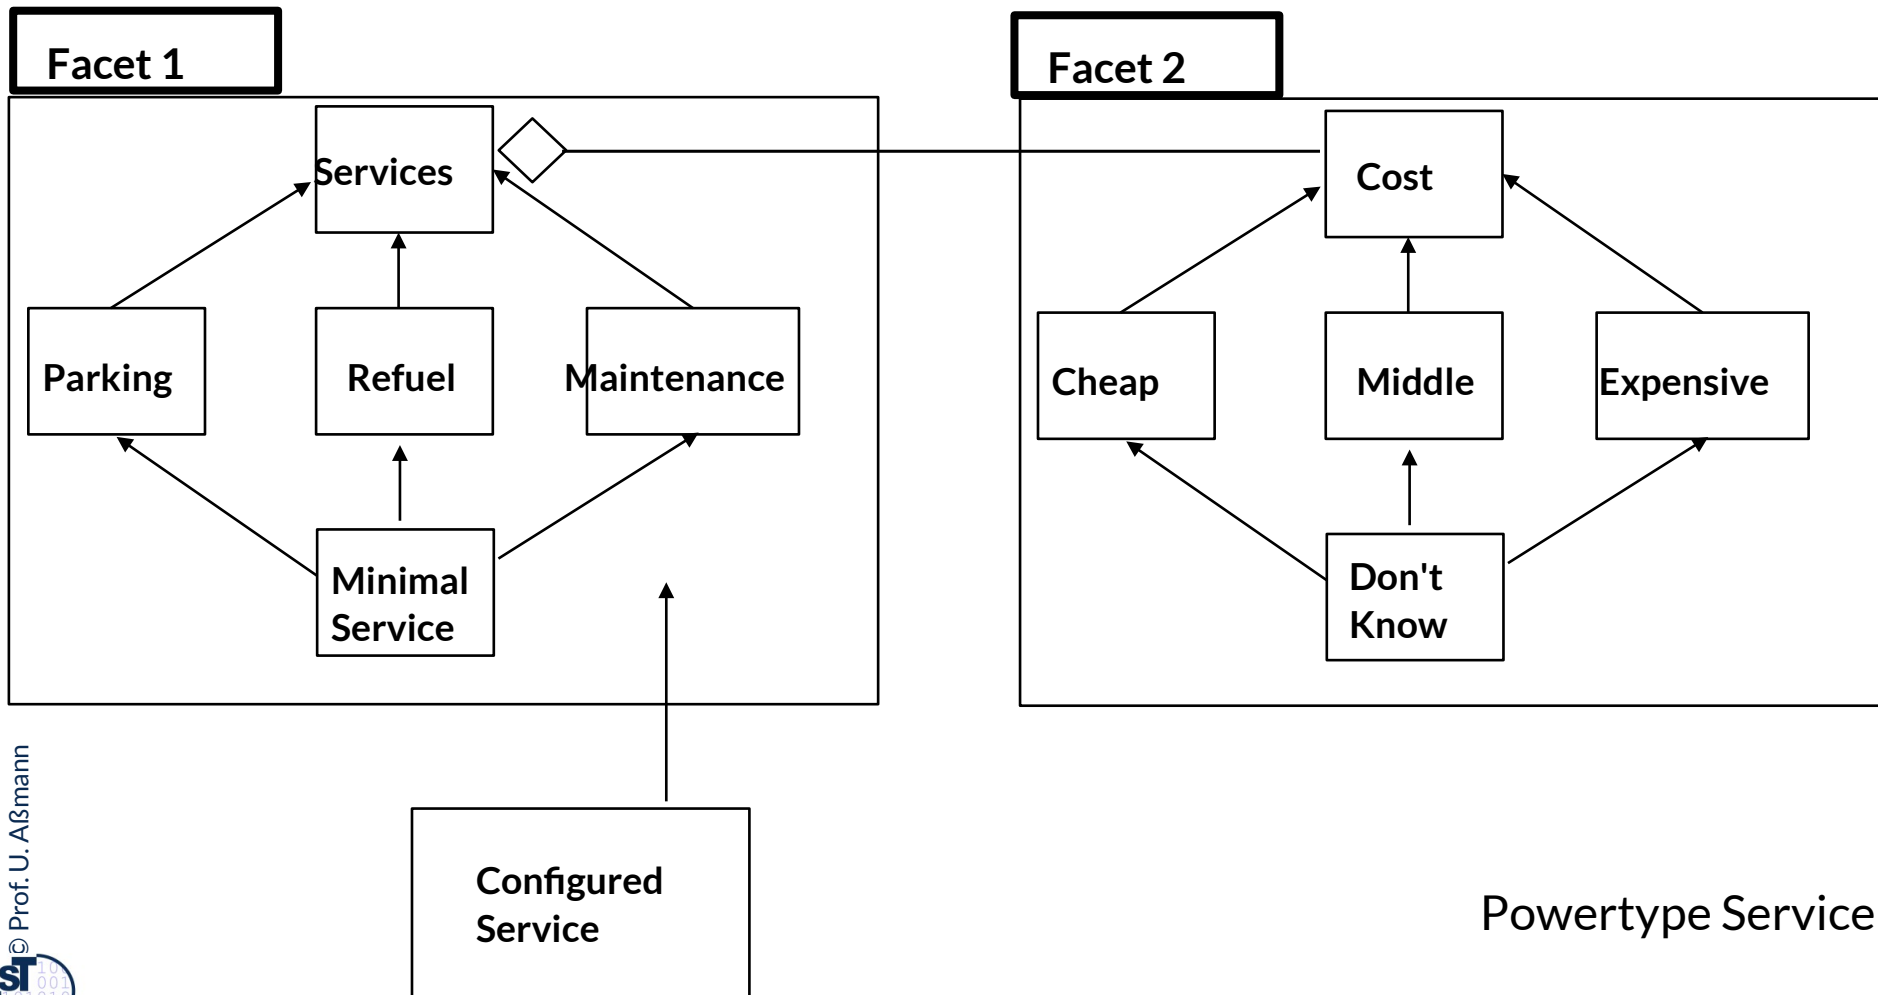 Facet 1
Facet 2
Services
Cost
Parking
Refuel
Maintenance
Cheap
Middle
Expensive
Minimal
Service
Don't
Know
Configured
Service
Powertype Service
© Prof. U. Aßmann
ST